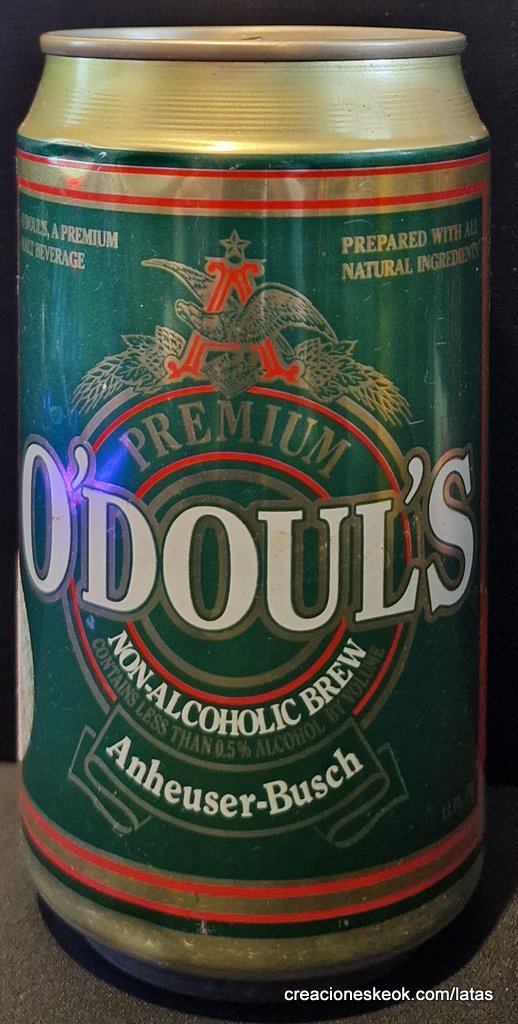 O'DOUL'S, A PREMIUM
MALT BEVERAGE
PREPARED WITH ALL
NATURAL INGREDIENTS
A
PREMIUM
O'DOUL'S
NON-ALCOHOLIC BREW
CONTAINS LESS THAN 0.5% ALCOHOL BY VOLUME
Anheuser-Busch
creacioneskeok.com/latas